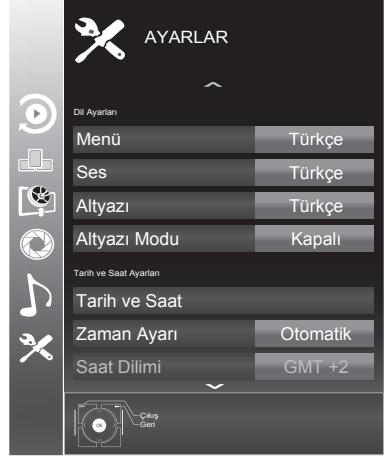 AYARLAR
Dil Ayarları
Menü Türkçe
Ses Türkçe
Altyazı Türkçe
Altyazı Modu Kapalı
Tarih ve Saat Ayarları
Tarih ve Saat
Zaman Ayarı Otomatik
Saat Dilimi GMT +2
Çıkış
OK Geri